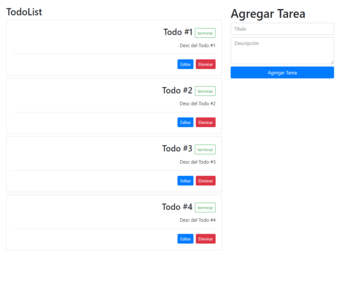 TodoList
Todo #1 terminar
Desc del Todo #1
Editar Eliminar
Todo #2 terminar
Desc del Todo #2
Editar Eliminar
Todo #3 terminar
Desc del Todo #3
Editar Eliminar
Todo #4 terminar
Desc del Todo #4
Editar Eliminar
Agregar Tarea
Título
Descripción
Agregar Tarea